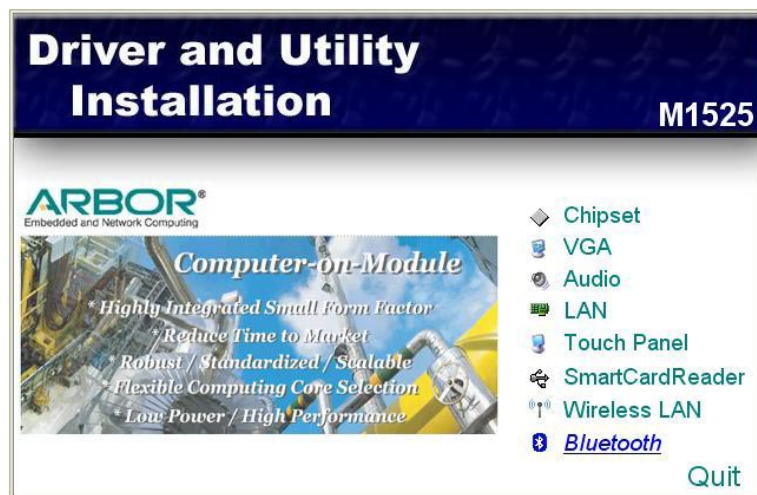 Driver and Utility
Installation
M1525
ARBOR®
Embedded and Network Computing
Computer-on-Module
* Highly Integrated Small Form Factor
* Reduce Time to Market
* Robust / Standardized / Scalable
* Flexible Computing Core Selection
* Low Power / High Performance
Chipset
VGA
Audio
LAN
Touch Panel
SmartCardReader
Wireless LAN
Bluetooth
Quit